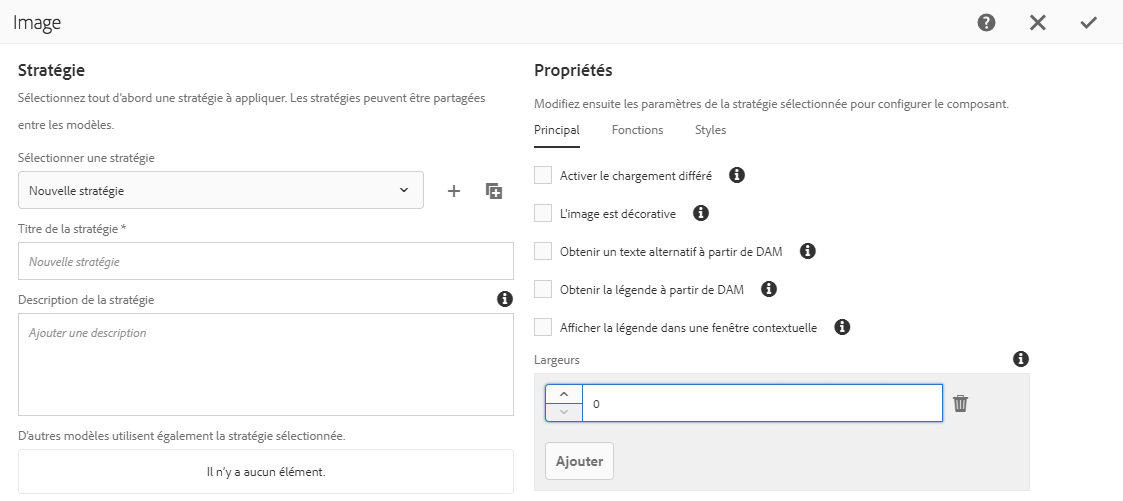 Image
Stratégie
Sélectionnez tout d'abord une stratégie à appliquer. Les stratégies peuvent être partagées
entre les modèles.
Sélectionner une stratégie
Nouvelle stratégie
Titre de la stratégie *
Nouvelle stratégie
Description de la stratégie
Ajouter une description
D'autres modèles utilisent également la stratégie sélectionnée.
Il n'y a aucun élément.
Propriétés
Modifiez ensuite les paramètres de la stratégie sélectionnée pour configurer le composant.
Principal Fonctions Styles
Activer le chargement différé
L'image est décorative
Obtenir un texte alternatif à partir de DAM
Obtenir la légende à partir de DAM
Afficher la légende dans une fenêtre contextuelle
Largeurs
0
Ajouter